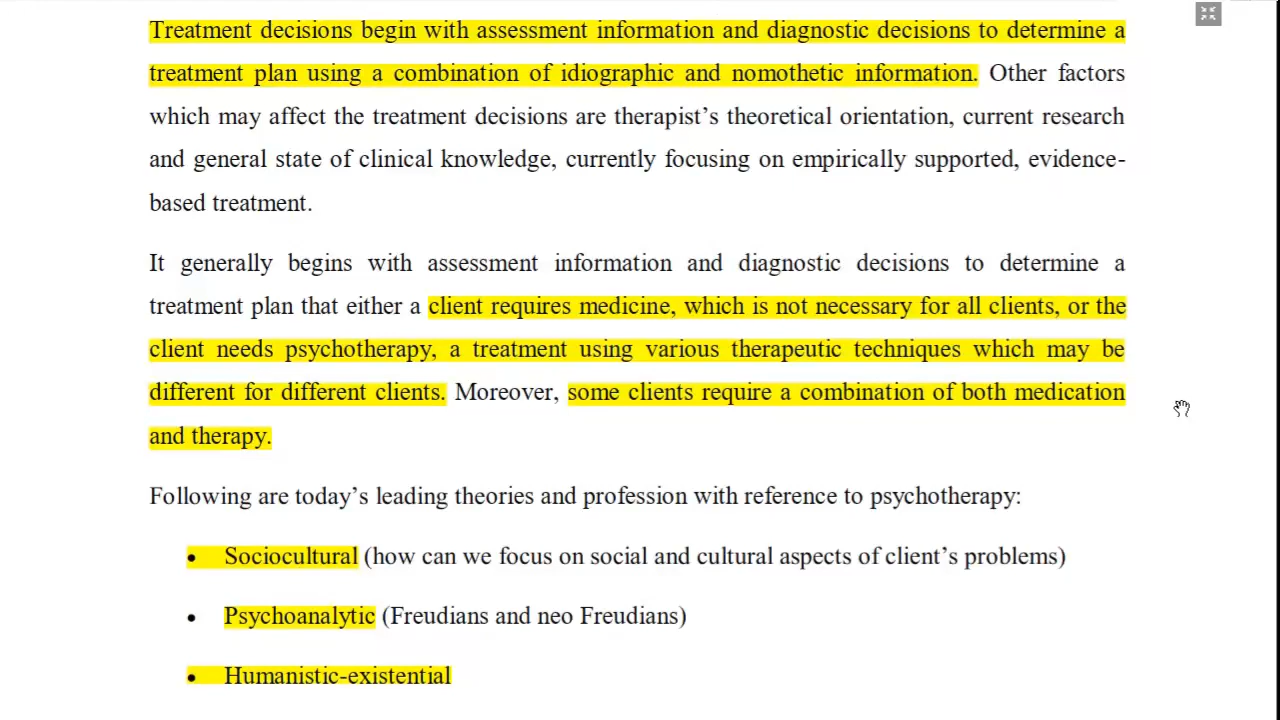 Treatment decisions begin with assessment information and diagnostic decisions to determine a
treatment plan using a combination of idiographic and nomothetic information. Other factors
which may affect the treatment decisions are therapist’s theoretical orientation, current research
and general state of clinical knowledge, currently focusing on empirically supported, evidence-
based treatment.
It generally begins with assessment information and diagnostic decisions to determine a
treatment plan that either a client requires medicine, which is not necessary for all clients, or the
client needs psychotherapy, a treatment using various therapeutic techniques which may be
different for different clients. Moreover, some clients require a combination of both medication
and therapy.
Following are today’s leading theories and profession with reference to psychotherapy:
• Sociocultural (how can we focus on social and cultural aspects of client’s problems)
• Psychoanalytic (Freudians and neo Freudians)
• Humanistic-existential